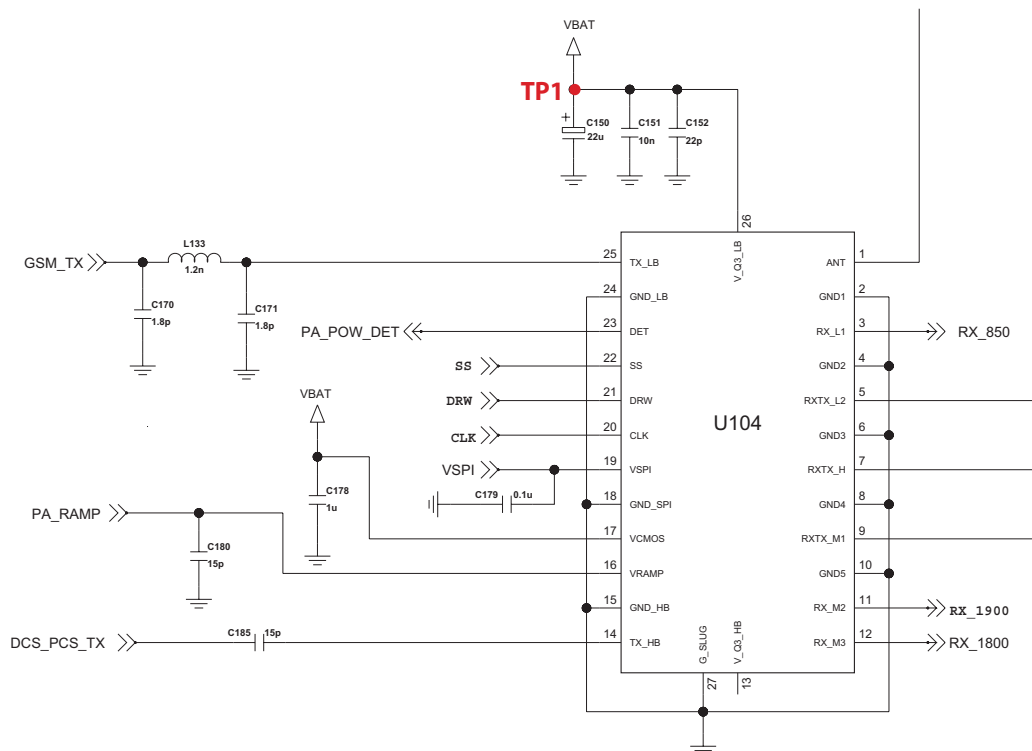 VBAT
TP1
+
C150
22u
C151
10n
C152
22p
26
V_Q3_LB
GSM_TX
L133
1.2n
C170
1.8p
C171
1.8p
25 TX_LB
24 GND_LB
PA_POW_DET 23 DET
SS 22 SS
DRW 21 DRW
CLK 20 CLK
VSPI 19 VSPI
C179 0.1u
18 GND_SPI
VBAT
C178
1u
17 VCMOS
PA_RAMP
C180
15p
16 VRAMP
15 GND_HB
DCS_PCS_TX C185 15p 14 TX_HB
U104
ANT 1
GND1 2
RX_L1 3 RX_850
GND2 4
RXTX_L2 5
GND3 6
RXTX_H 7
GND4 8
RXTX_M1 9
GND5 10
RX_M2 11 RX_1900
RX_M3 12 RX_1800
G_SLUG
27
V_Q3_HB
13